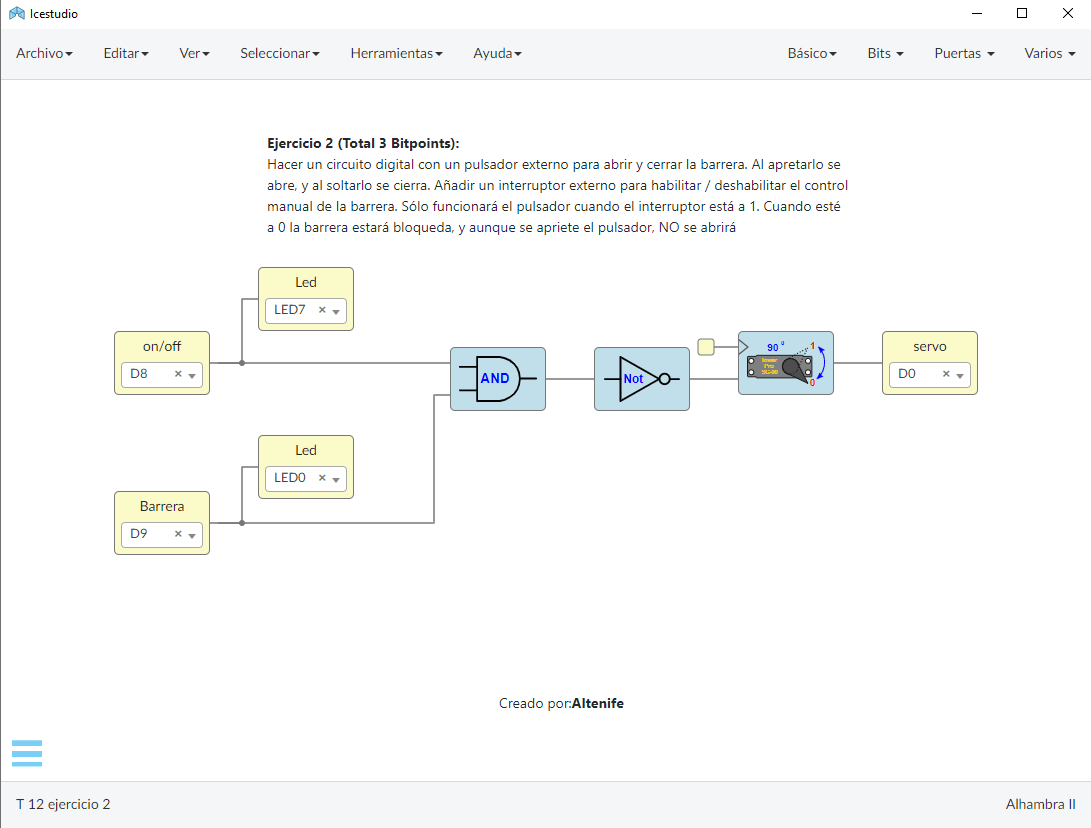 Icestudio
Archivo Editar Ver Seleccionar Herramientas Ayuda Básico Bits Puertas Varios
Ejercicio 2 (Total 3 Bitpoints):
Hacer un circuito digital con un pulsador externo para abrir y cerrar la barrera. Al apretarlo se
abre, y al soltarlo se cierra. Añadir un interruptor externo para habilitar / deshabilitar el control
manual de la barrera. Sólo funcionará el pulsador cuando el interruptor está a 1. Cuando esté
a 0 la barrera estará bloqueda, y aunque se apriete el pulsador, NO se abrirá
Led
LED7
on/off
D8
AND
Not
90 º
1
0
servo
D0
Led
LED0
Barrera
D9
Creado por:Altenife
T 12 ejercicio 2
Alhambra II